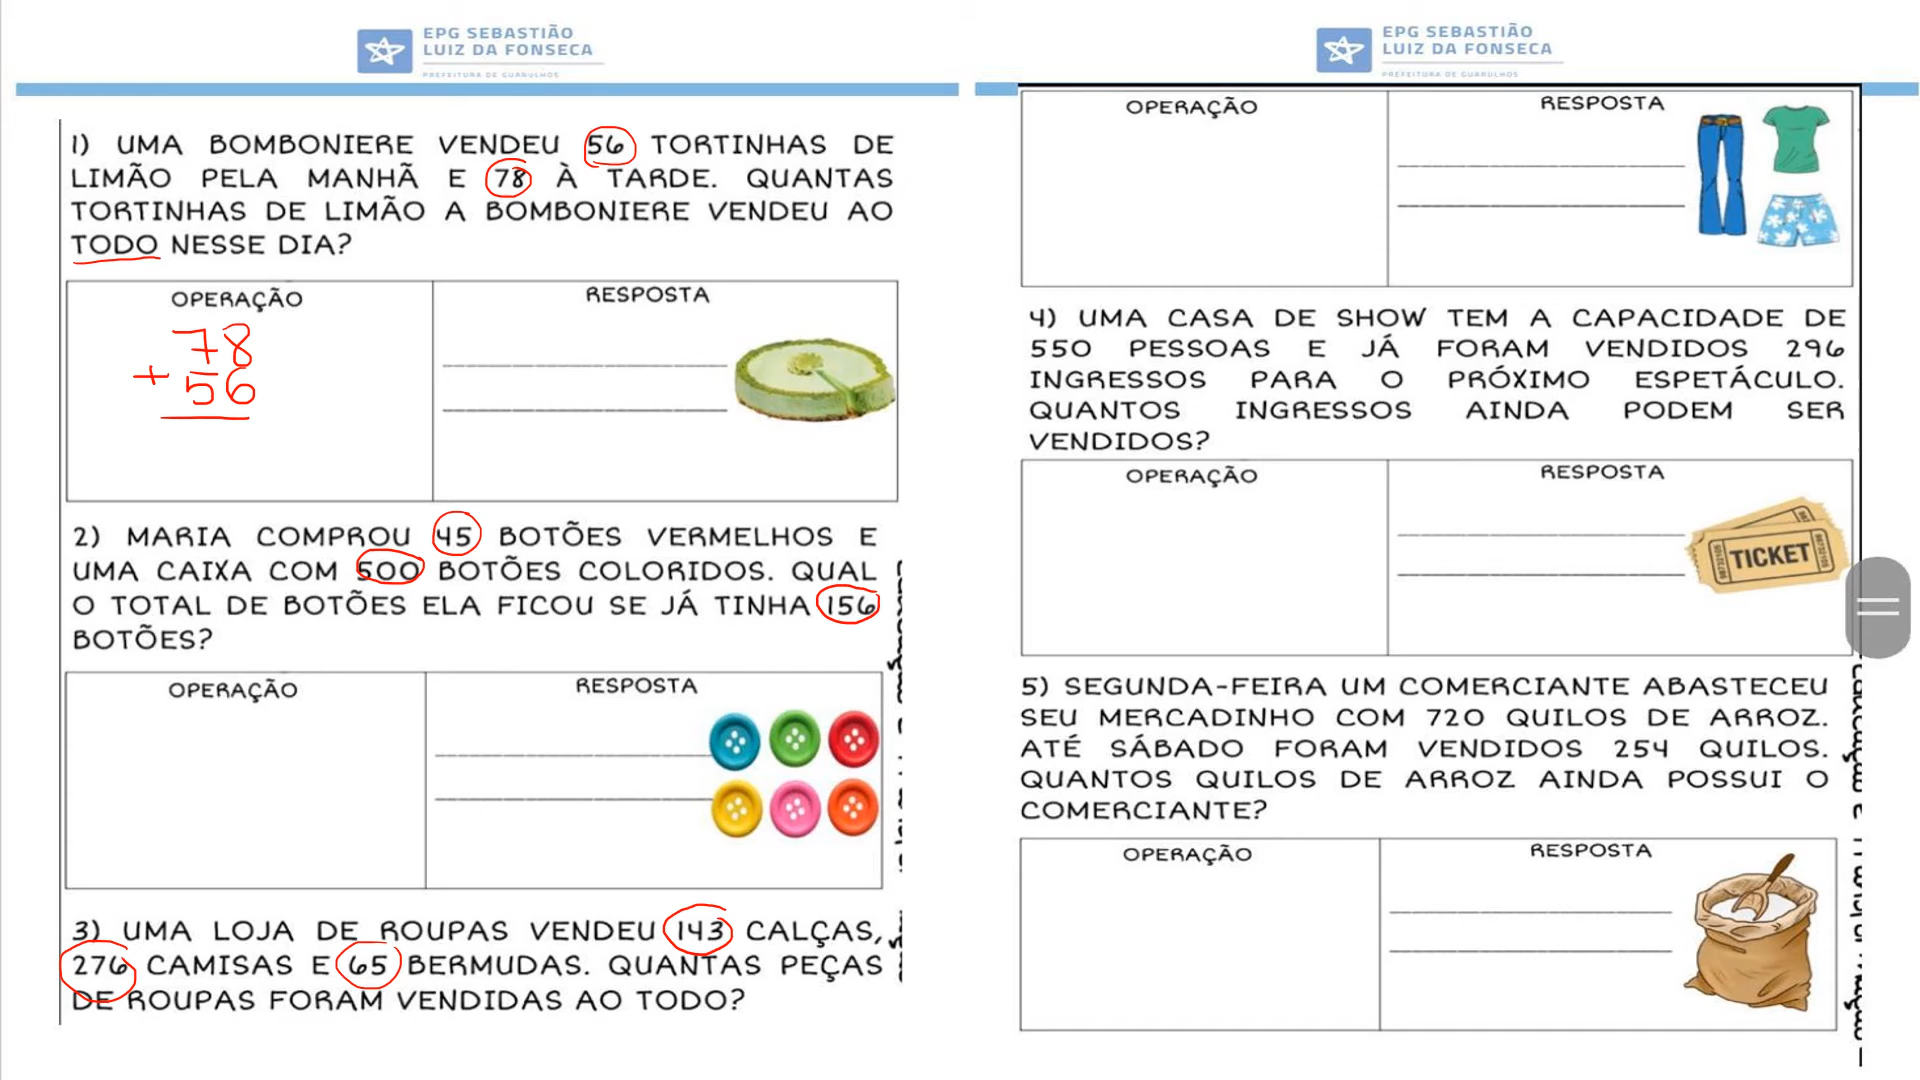 EPG SEBASTIÃO
LUIZ DA FONSECA
PREFEITURA DE GUARULHOS
1) UMA BOMBONIERE VENDEU 56 TORTINHAS DE
LIMÃO PELA MANHÃ E 78 À TARDE. QUANTAS
TORTINHAS DE LIMÃO A BOMBONIERE VENDEU AO
TODO NESSE DIA?
OPERAÇÃO
RESPOSTA
78
+ 56
2) MARIA COMPROU 45 BOTÕES VERMELHOS E
UMA CAIXA COM 500 BOTÕES COLORIDOS. QUAL
O TOTAL DE BOTÕES ELA FICOU SE JÁ TINHA 156
BOTÕES?
OPERAÇÃO
RESPOSTA
3) UMA LOJA DE ROUPAS VENDEU 143 CALÇAS,
276 CAMISAS E 65 BERMUDAS. QUANTAS PEÇAS
DE ROUPAS FORAM VENDIDAS AO TODO?
EPG SEBASTIÃO
LUIZ DA FONSECA
PREFEITURA DE GUARULHOS
OPERAÇÃO
RESPOSTA
4) UMA CASA DE SHOW TEM A CAPACIDADE DE
550 PESSOAS E JÁ FORAM VENDIDOS 296
INGRESSOS PARA O PRÓXIMO ESPETÁCULO.
QUANTOS INGRESSOS AINDA PODEM SER
VENDIDOS?
OPERAÇÃO
RESPOSTA
TICKET
5) SEGUNDA-FEIRA UM COMERCIANTE ABASTECEU
SEU MERCADINHO COM 720 QUILOS DE ARROZ.
ATÉ SÁBADO FORAM VENDIDOS 254 QUILOS.
QUANTOS QUILOS DE ARROZ AINDA POSSUI O
COMERCIANTE?
OPERAÇÃO
RESPOSTA